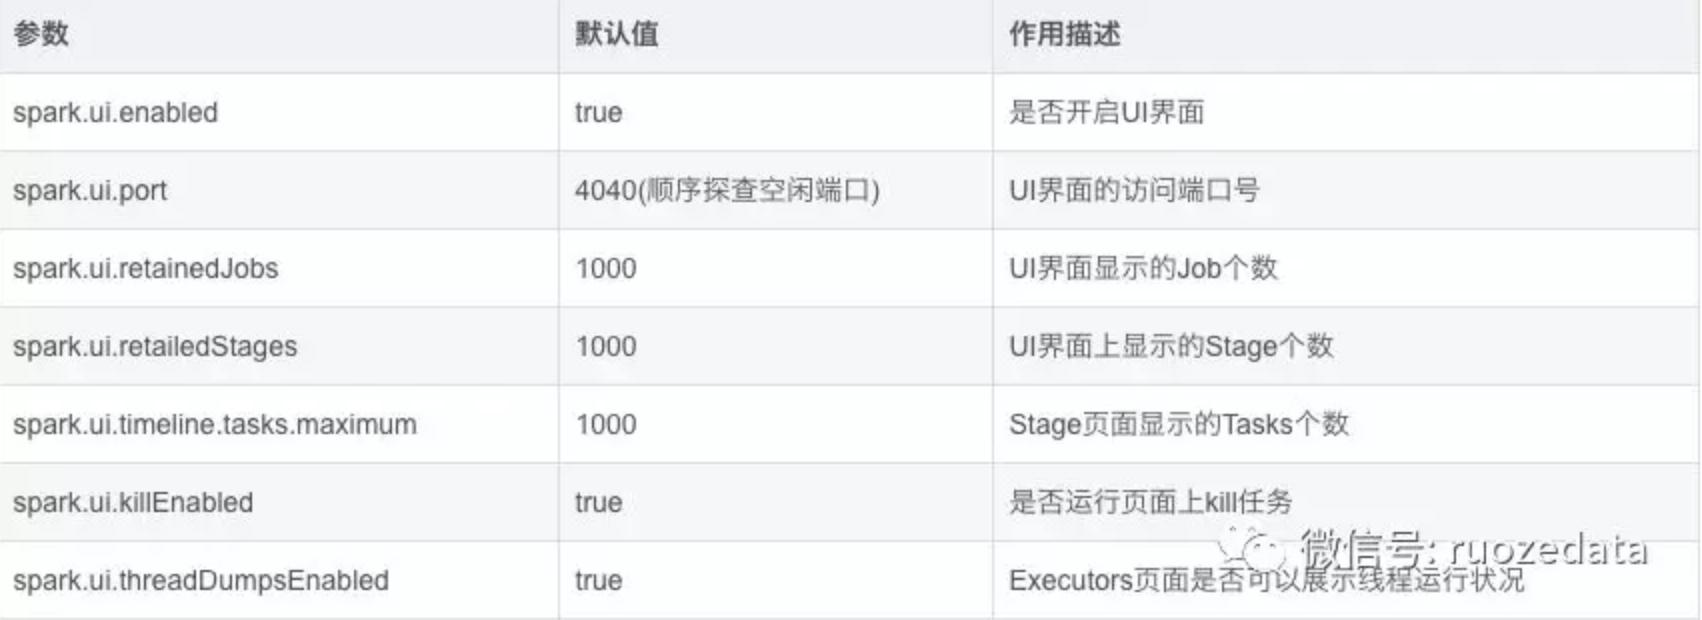 参数 默认值 作用描述
spark.ui.enabled true 是否开启UI界面
spark.ui.port 4040(顺序探查空闲端口) UI界面的访问端口号
spark.ui.retainedJobs 1000 UI界面显示的Job个数
spark.ui.retailedStages 1000 UI界面上显示的Stage个数
spark.ui.timeline.tasks.maximum 1000 Stage页面显示的Tasks个数
spark.ui.killEnabled true 是否运行页面上kill任务
微信号: ruozedata
spark.ui.threadDumpsEnabled true Executors页面是否可以展示线程运行状况